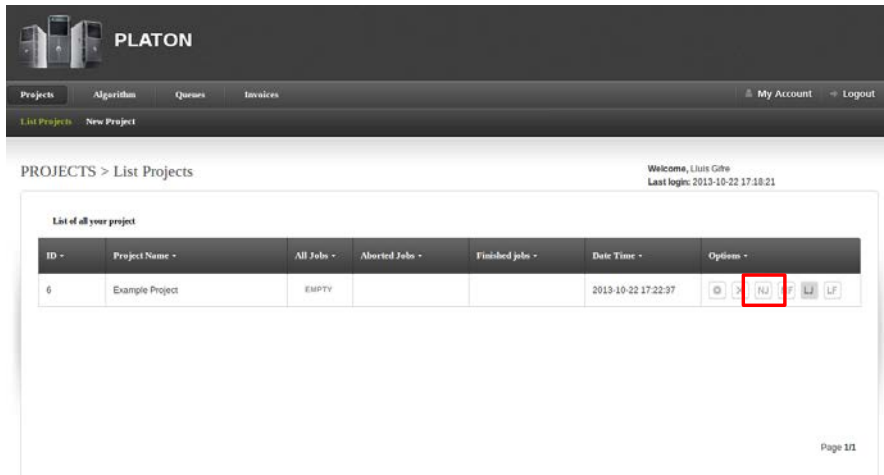 PLATON
Projects Algorithm Queues Invoices My Account Logout
List Projects New Project
PROJECTS > List Projects
Welcome, Lluis Gifre
Last login: 2013-10-22 17:18:21
List of all your project
ID Project Name All Jobs Aborted Jobs Finished jobs Date Time Options
6 Example Project EMPTY 2013-10-22 17:22:37 NJ LJ LF
Page 1/1